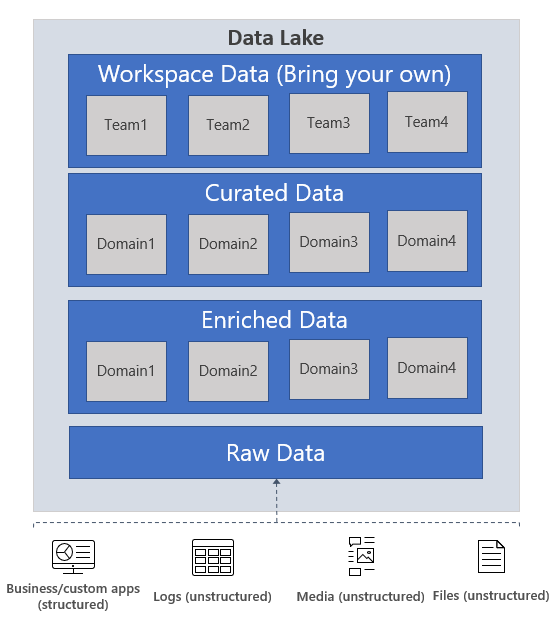 Data Lake
Workspace Data (Bring your own)
Team1
Team2
Team3
Team4
Curated Data
Domain1
Domain2
Domain3
Domain4
Enriched Data
Domain1
Domain2
Domain3
Domain4
Raw Data
Business/custom apps
(structured)
Logs (unstructured)
Media (unstructured)
Files (unstructured)